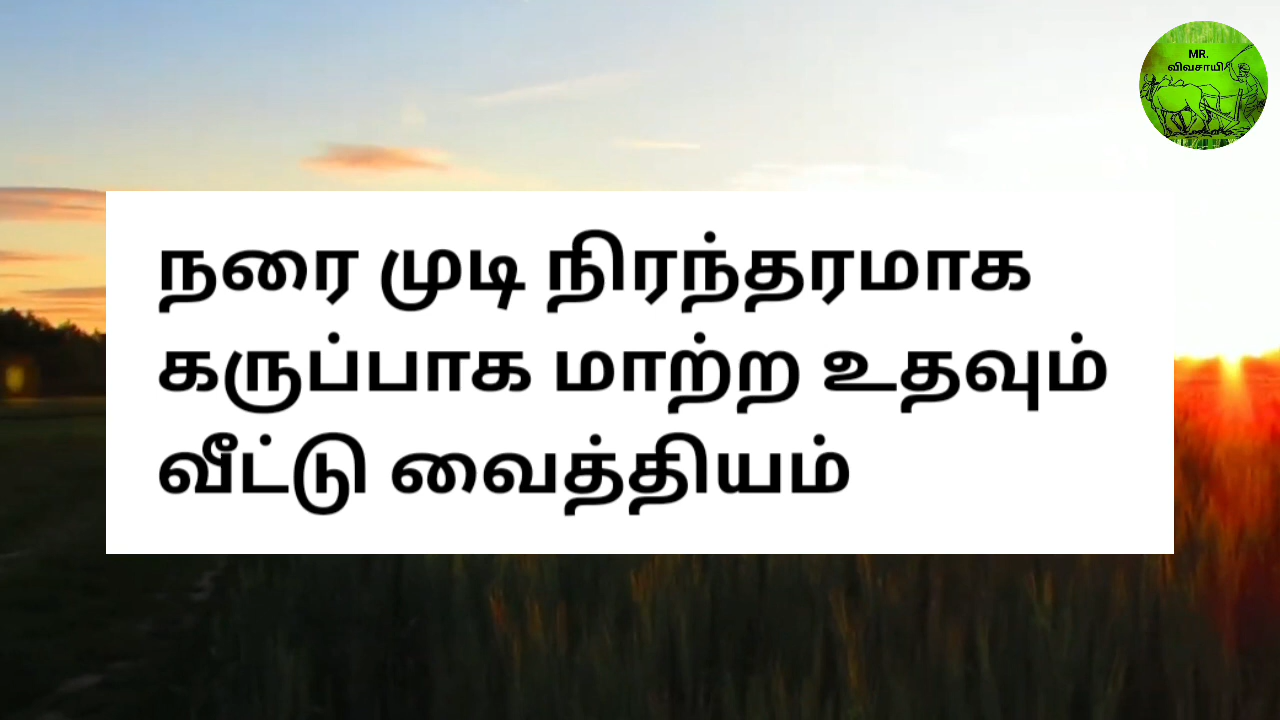 MR.
விவசாயி
நரை முடி நிரந்தரமாக
கருப்பாக மாற்ற உதவும்
வீட்டு வைத்தியம்